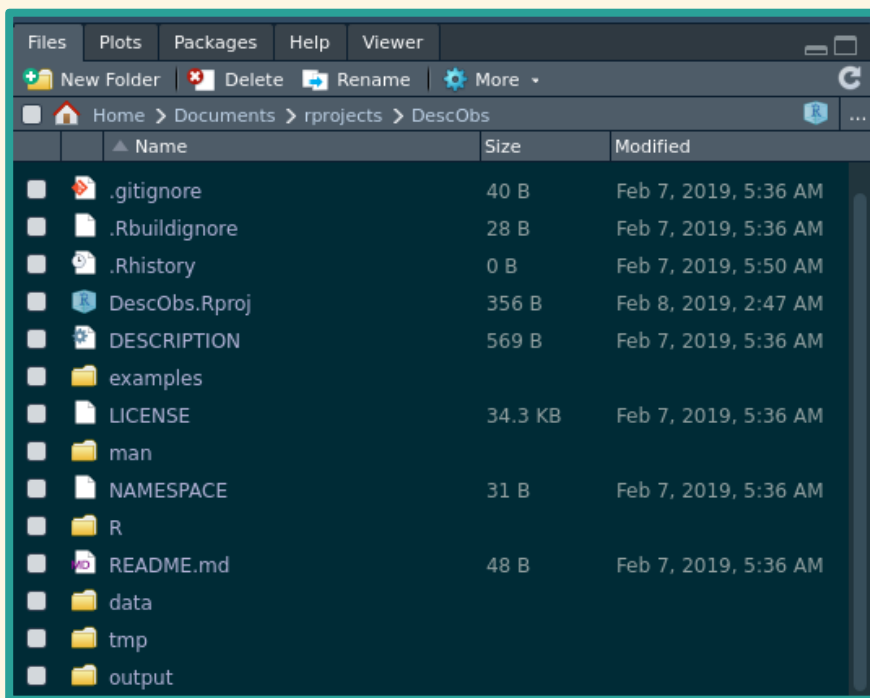 Files Plots Packages Help Viewer
New Folder Delete Rename More
Home Documents rprojects DescObs R ...
Name Size Modified
.gitignore 40 B Feb 7, 2019, 5:36 AM
.Rbuildignore 28 B Feb 7, 2019, 5:36 AM
.Rhistory 0 B Feb 7, 2019, 5:50 AM
R DescObs.Rproj 356 B Feb 8, 2019, 2:47 AM
DESCRIPTION 569 B Feb 7, 2019, 5:36 AM
examples
LICENSE 34.3 KB Feb 7, 2019, 5:36 AM
man
NAMESPACE 31 B Feb 7, 2019, 5:36 AM
R
MD README.md 48 B Feb 7, 2019, 5:36 AM
data
tmp
output